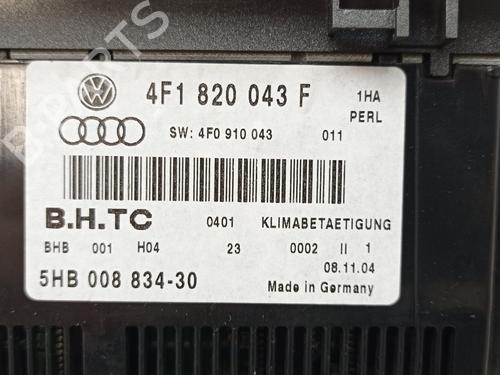 4F1 820 043 F 1HA
PERL
SW: 4F0 910 043 011
B.H.TC 0401 KLIMABETAETIGUNG
BHB 001 H04 23 0002 II 1
08.11.04
5HB 008 834-30 Made in Germany